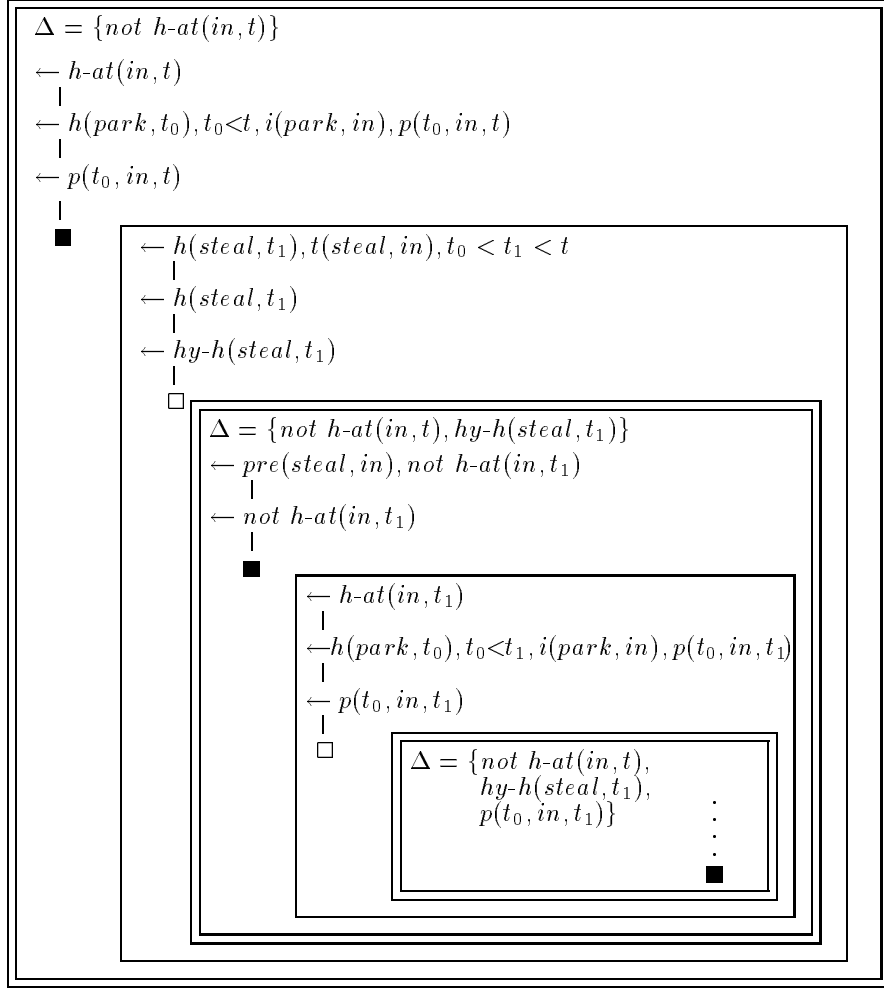 Δ = {not h-at(in, t)}
← h-at(in, t)
← h(park, t₀), t₀<t, i(park, in), p(t₀, in, t)
← p(t₀, in, t)
← h(steal, t₁), t(steal, in), t₀ < t₁ < t
← h(steal, t₁)
← hy-h(steal, t₁)
Δ = {not h-at(in, t), hy-h(steal, t₁)}
← pre(steal, in), not h-at(in, t₁)
← not h-at(in, t₁)
← h-at(in, t₁)
←h(park, t₀), t₀<t₁, i(park, in), p(t₀, in, t₁)
← p(t₀, in, t₁)
Δ = {not h-at(in, t),
hy-h(steal, t₁),
p(t₀, in, t₁)}